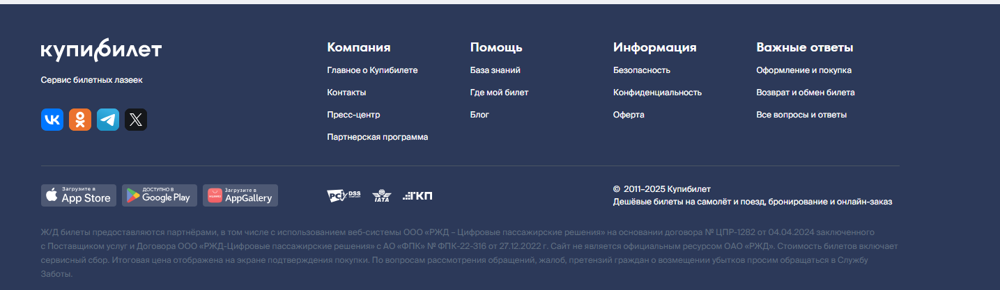 купибилет
Сервис билетных лазеек
Компания
Главное о Купибилете
Контакты
Пресс-центр
Партнерская программа
Помощь
База знаний
Где мой билет
Блог
Информация
Безопасность
Конфиденциальность
Оферта
Важные ответы
Оформление и покупка
Возврат и обмен билета
Все вопросы и ответы
Загрузите в
App Store
ДОСТУПНО В
Google Play
Загрузите в
AppGallery
PCI DSS
IATA
ТКП
© 2011–2025 Купибилет
Дешёвые билеты на самолёт и поезд, бронирование и онлайн-заказ
Ж/Д билеты предоставляются партнёрами, в том числе с использованием веб-системы ООО «РЖД – Цифровые пассажирские решения» на основании договора № ЦПР-1282 от 04.04.2024 заключенного
с Поставщиком услуг и Договора ООО «РЖД-Цифровые пассажирские решения» с АО «ФПК» № ФПК-22-316 от 27.12.2022 г. Сайт не является официальным ресурсом ОАО «РЖД». Стоимость билетов включает
сервисный сбор. Итоговая цена отображена на экране подтверждения покупки. По вопросам рассмотрения обращений, жалоб, претензий граждан о возмещении убытков просим обращаться в Службу
Заботы.